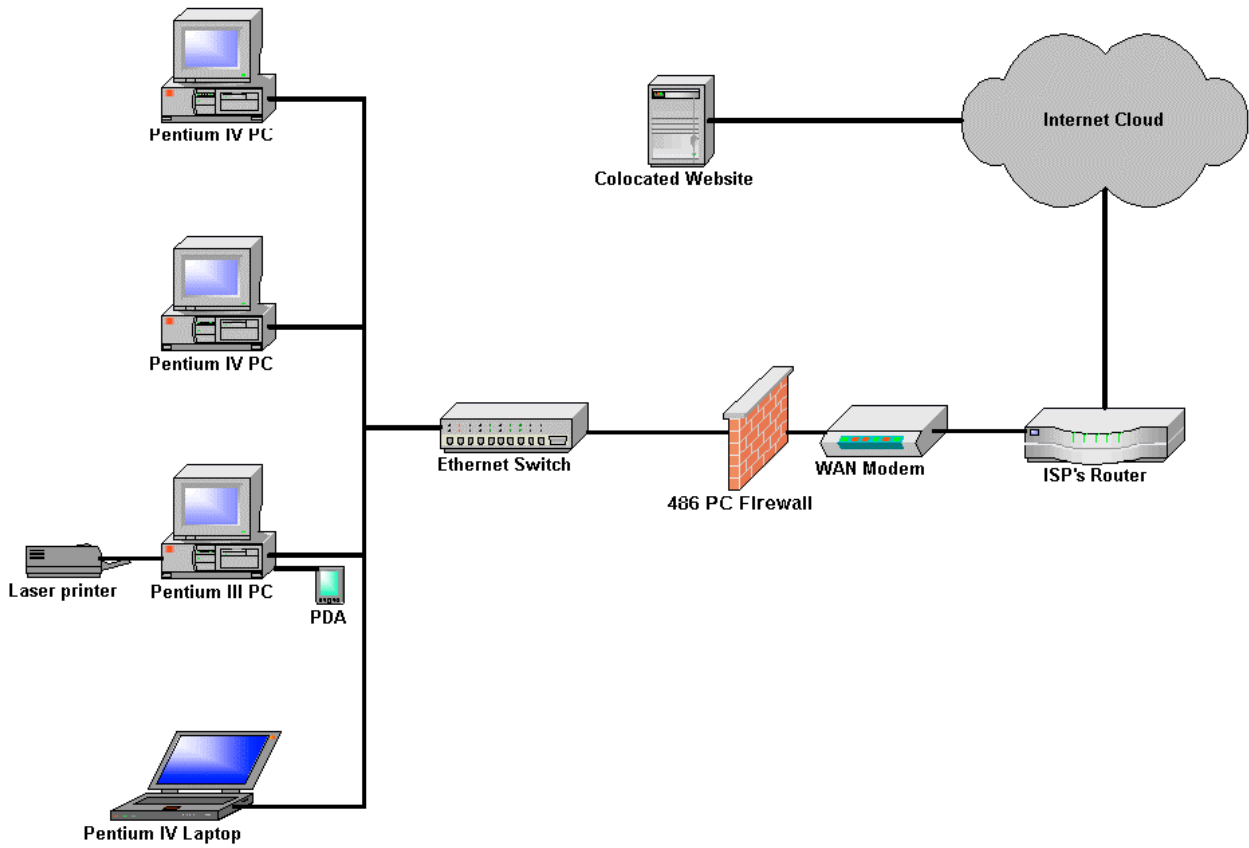 Pentium IV PC
Internet Cloud
Colocated Website
Pentium IV PC
Ethernet Switch
WAN Modem
ISP's Router
486 PC Firewall
Laser printer
Pentium III PC
PDA
Pentium IV Laptop